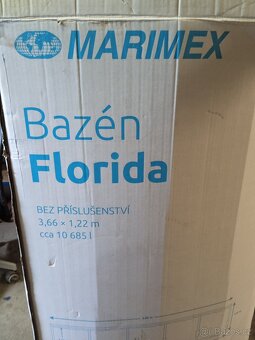 MARIMEX
Bazén
Florida
BEZ PŘÍSLUŠENSTVÍ
3,66 × 1,22 m
cca 10 685 l